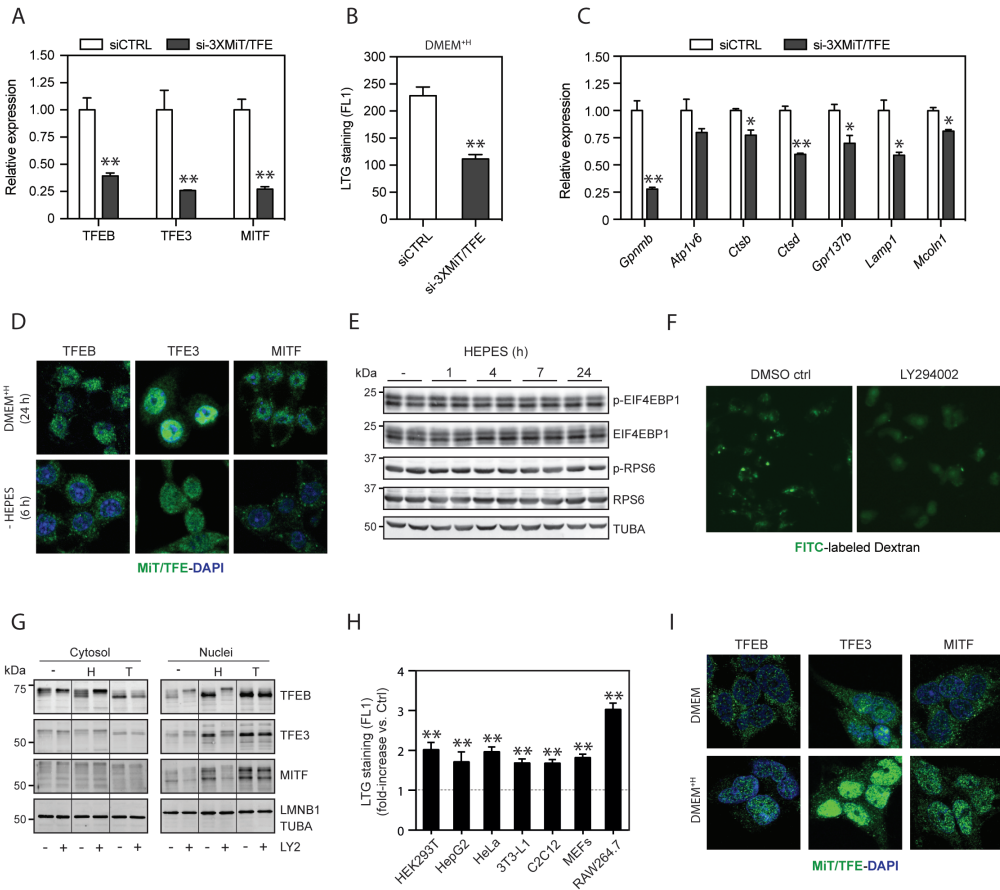 A
siCTRL
si-3XMiT/TFE
Relative expression
1.50
1.25
1.00
0.75
0.50
0.25
0
**
**
**
TFEB
TFE3
MITF
B
DMEM+H
LTG staining (FL1)
300
250
200
150
100
50
0
**
siCTRL
si-3XMiT/TFE
C
siCTRL
si-3XMiT/TFE
Relative expression
1.50
1.25
1.00
0.75
0.50
0.25
0
**
*
**
*
*
*
Gpnmb
Atp1v6
Ctsb
Ctsd
Gpr137b
Lamp1
Mcoln1
D
TFEB
TFE3
MITF
DMEM+H
(24 h)
- HEPES
(6 h)
MiT/TFE-DAPI
E
HEPES (h)
kDa
-
1
4
7
24
25
p-EIF4EBP1
25
EIF4EBP1
37
p-RPS6
37
RPS6
50
TUBA
F
DMSO ctrl
LY294002
FITC-labeled Dextran
G
Cytosol
Nuclei
kDa
-
H
T
-
H
T
75
TFEB
50
TFE3
50
MITF
50
LMNB1
TUBA
- + - + - +
- + - + - +
LY2
H
LTG staining (FL1)
(fold-increase vs. Ctrl)
4
3
2
1
0
**
**
**
**
**
**
**
HEK293T
HepG2
HeLa
3T3-L1
C2C12
MEFs
RAW264.7
I
TFEB
TFE3
MITF
DMEM
DMEM+H
MiT/TFE-DAPI